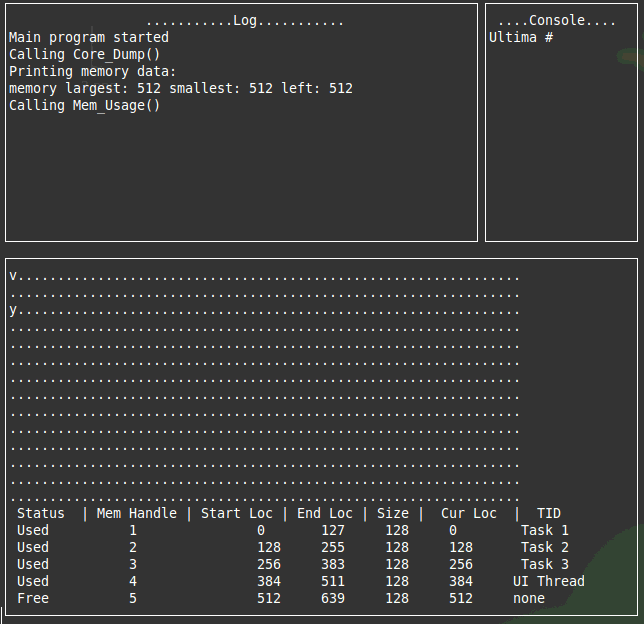 ...........Log...........
Main program started
Calling Core_Dump()
Printing memory data:
memory largest: 512 smallest: 512 left: 512
Calling Mem_Usage()
....Console....
Ultima #
v...............................................................
................................................................
y...............................................................
................................................................
................................................................
................................................................
................................................................
................................................................
................................................................
................................................................
................................................................
................................................................
................................................................
................................................................
Status | Mem Handle | Start Loc | End Loc | Size | Cur Loc | TID
Used 1 0 127 128 0 Task 1
Used 2 128 255 128 128 Task 2
Used 3 256 383 128 256 Task 3
Used 4 384 511 128 384 UI Thread
Free 5 512 639 128 512 none